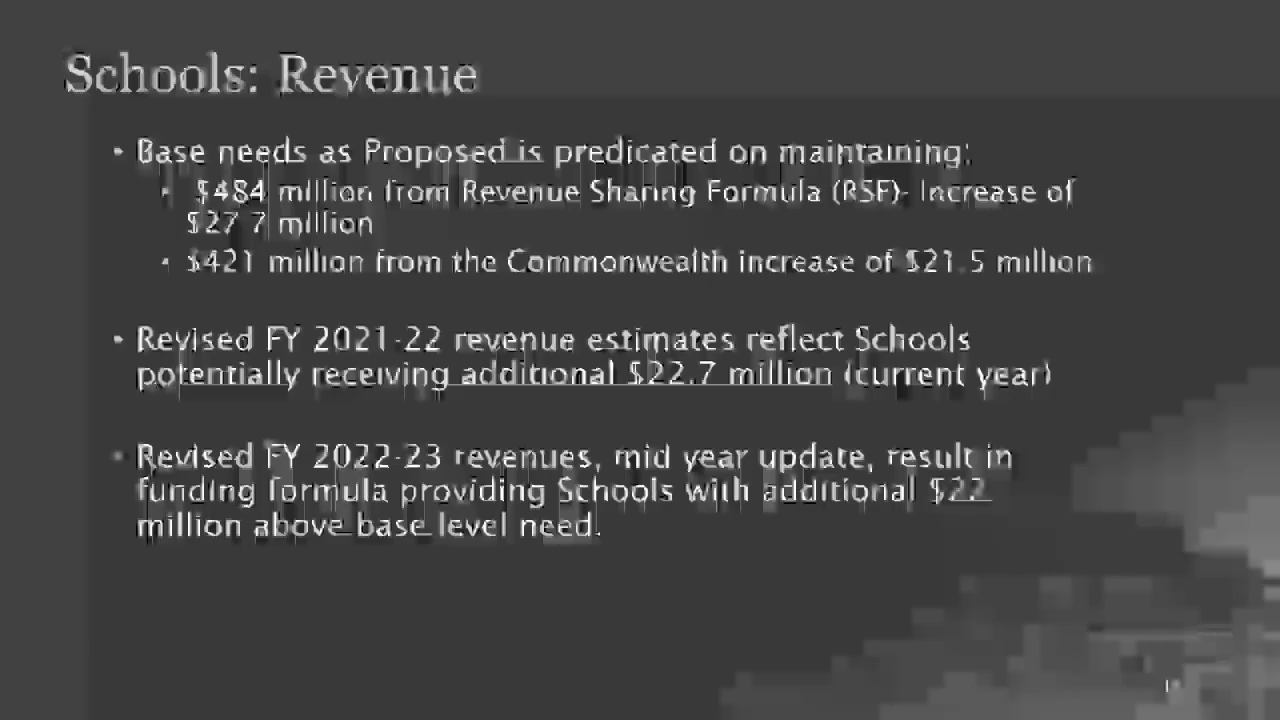 Schools: Revenue
• Base needs as Proposed is predicated on maintaining:
• $484 million from Revenue Sharing Formula (RSF)- Increase of
$27.7 million
• $421 million from the Commonwealth increase of $21.5 million
• Revised FY 2021-22 revenue estimates reflect Schools
potentially receiving additional $22.7 million (current year)
• Revised FY 2022-23 revenues, mid year update, result in
funding formula providing Schools with additional $22
million above base level need.